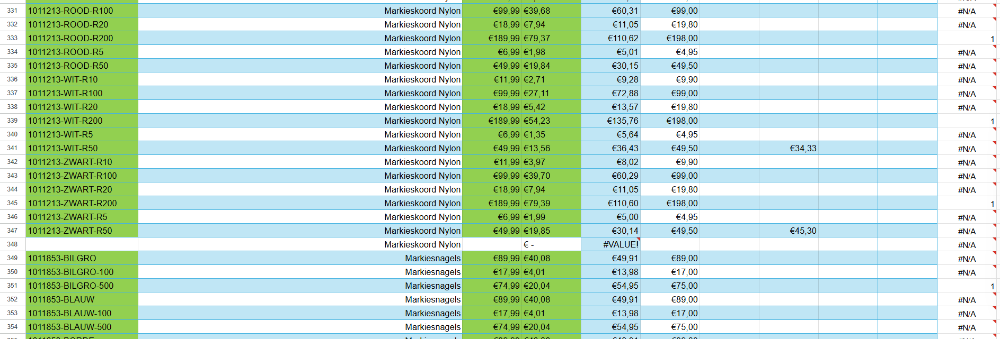 331 1011213-ROOD-R100 Markieskoord Nylon €99,99 €39,68 €60,31 €99,00 #N/A
332 1011213-ROOD-R20 Markieskoord Nylon €18,99 €7,94 €11,05 €19,80 #N/A
333 1011213-ROOD-R200 Markieskoord Nylon €189,99 €79,37 €110,62 €198,00 1
334 1011213-ROOD-R5 Markieskoord Nylon €6,99 €1,98 €5,01 €4,95 #N/A
335 1011213-ROOD-R50 Markieskoord Nylon €49,99 €19,84 €30,15 €49,50 #N/A
336 1011213-WIT-R10 Markieskoord Nylon €11,99 €2,71 €9,28 €9,90 #N/A
337 1011213-WIT-R100 Markieskoord Nylon €99,99 €27,11 €72,88 €99,00 #N/A
338 1011213-WIT-R20 Markieskoord Nylon €18,99 €5,42 €13,57 €19,80 #N/A
339 1011213-WIT-R200 Markieskoord Nylon €189,99 €54,23 €135,76 €198,00 1
340 1011213-WIT-R5 Markieskoord Nylon €6,99 €1,35 €5,64 €4,95 #N/A
341 1011213-WIT-R50 Markieskoord Nylon €49,99 €13,56 €36,43 €49,50 €34,33 #N/A
342 1011213-ZWART-R10 Markieskoord Nylon €11,99 €3,97 €8,02 €9,90 #N/A
343 1011213-ZWART-R100 Markieskoord Nylon €99,99 €39,70 €60,29 €99,00 #N/A
344 1011213-ZWART-R20 Markieskoord Nylon €18,99 €7,94 €11,05 €19,80 #N/A
345 1011213-ZWART-R200 Markieskoord Nylon €189,99 €79,39 €110,60 €198,00 1
346 1011213-ZWART-R5 Markieskoord Nylon €6,99 €1,99 €5,00 €4,95 #N/A
347 1011213-ZWART-R50 Markieskoord Nylon €49,99 €19,85 €30,14 €49,50 €45,30 #N/A
348 Markieskoord Nylon € - #VALUE! #N/A
349 1011853-BILGRO Markiesnagels €89,99 €40,08 €49,91 €89,00 #N/A
350 1011853-BILGRO-100 Markiesnagels €17,99 €4,01 €13,98 €17,00 #N/A
351 1011853-BILGRO-500 Markiesnagels €74,99 €20,04 €54,95 €75,00 1
352 1011853-BLAUW Markiesnagels €89,99 €40,08 €49,91 €89,00 #N/A
353 1011853-BLAUW-100 Markiesnagels €17,99 €4,01 €13,98 €17,00 #N/A
354 1011853-BLAUW-500 Markiesnagels €74,99 €20,04 €54,95 €75,00 #N/A